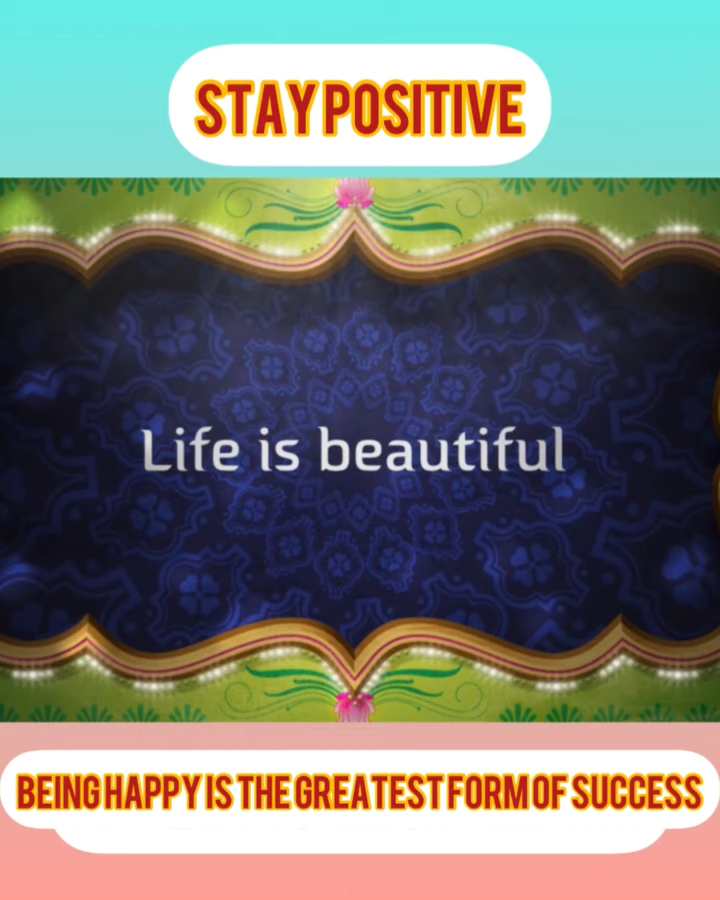 STAY POSITIVE
Life is beautiful
BEING HAPPY IS THE GREATEST FORM OF SUCCESS